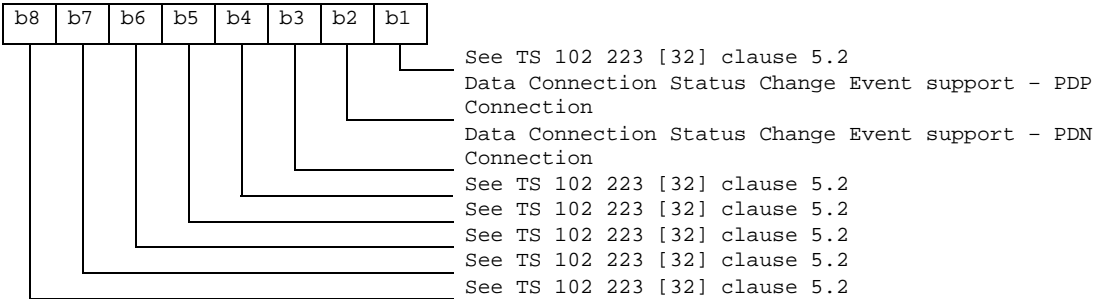 b8 b7 b6 b5 b4 b3 b2 b1
See TS 102 223 [32] clause 5.2
Data Connection Status Change Event support – PDP
Connection
Data Connection Status Change Event support – PDN
Connection
See TS 102 223 [32] clause 5.2
See TS 102 223 [32] clause 5.2
See TS 102 223 [32] clause 5.2
See TS 102 223 [32] clause 5.2
See TS 102 223 [32] clause 5.2